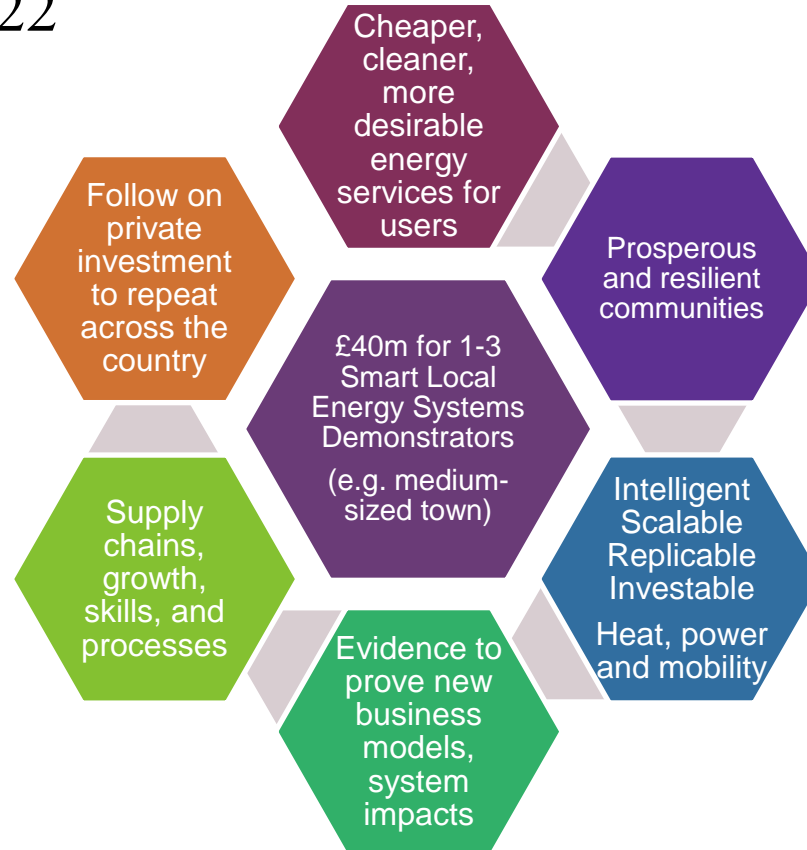 22
Cheaper,
cleaner,
more
desirable
energy
services for
users
Prosperous
and resilient
communities
Intelligent
Scalable
Replicable
Investable
Heat, power
and mobility
Evidence to
prove new
business
models,
system
impacts
Supply
chains,
growth,
skills, and
processes
Follow on
private
investment
to repeat
across the
country
£40m for 1-3
Smart Local
Energy Systems
Demonstrators
(e.g. medium-
sized town)